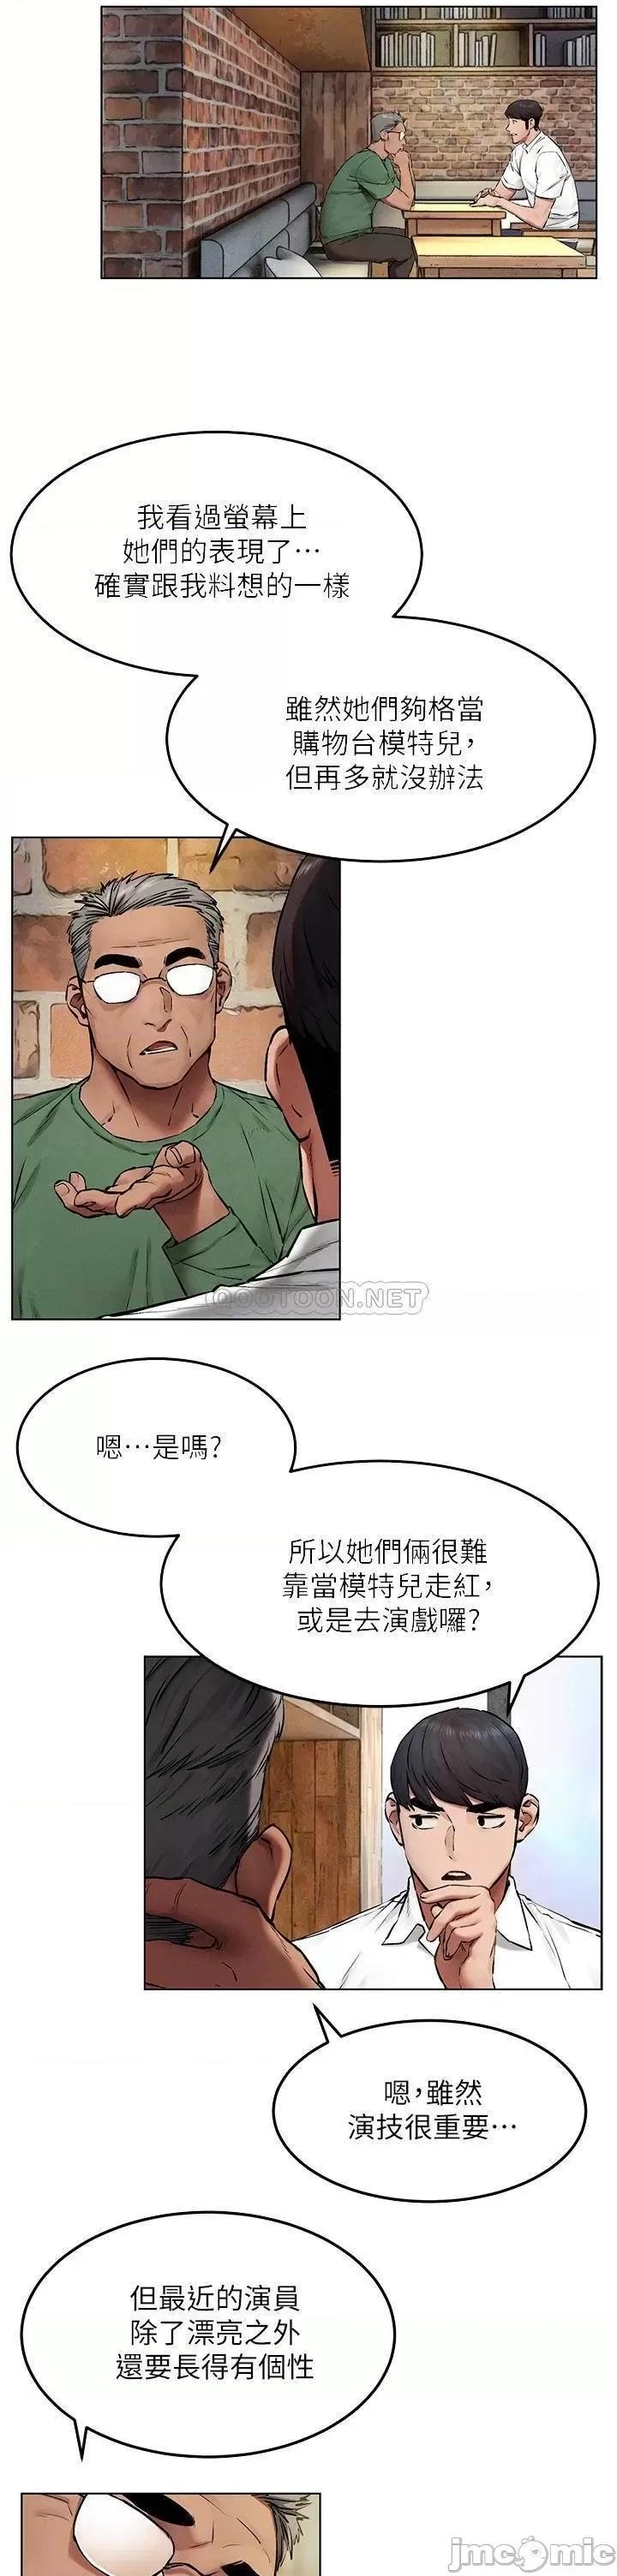 我看過螢幕上
她們的表現了…
確實跟我料想的一樣
雖然她們夠格當
購物台模特兒，
但再多就沒辦法
TOPTOON.NET
嗯…是嗎?
所以她們倆很難
靠當模特兒走紅，
或是去演戲囉?
嗯，雖然
演技很重要…
但最近的演員
除了漂亮之外
還要長得有個性
jmcomic